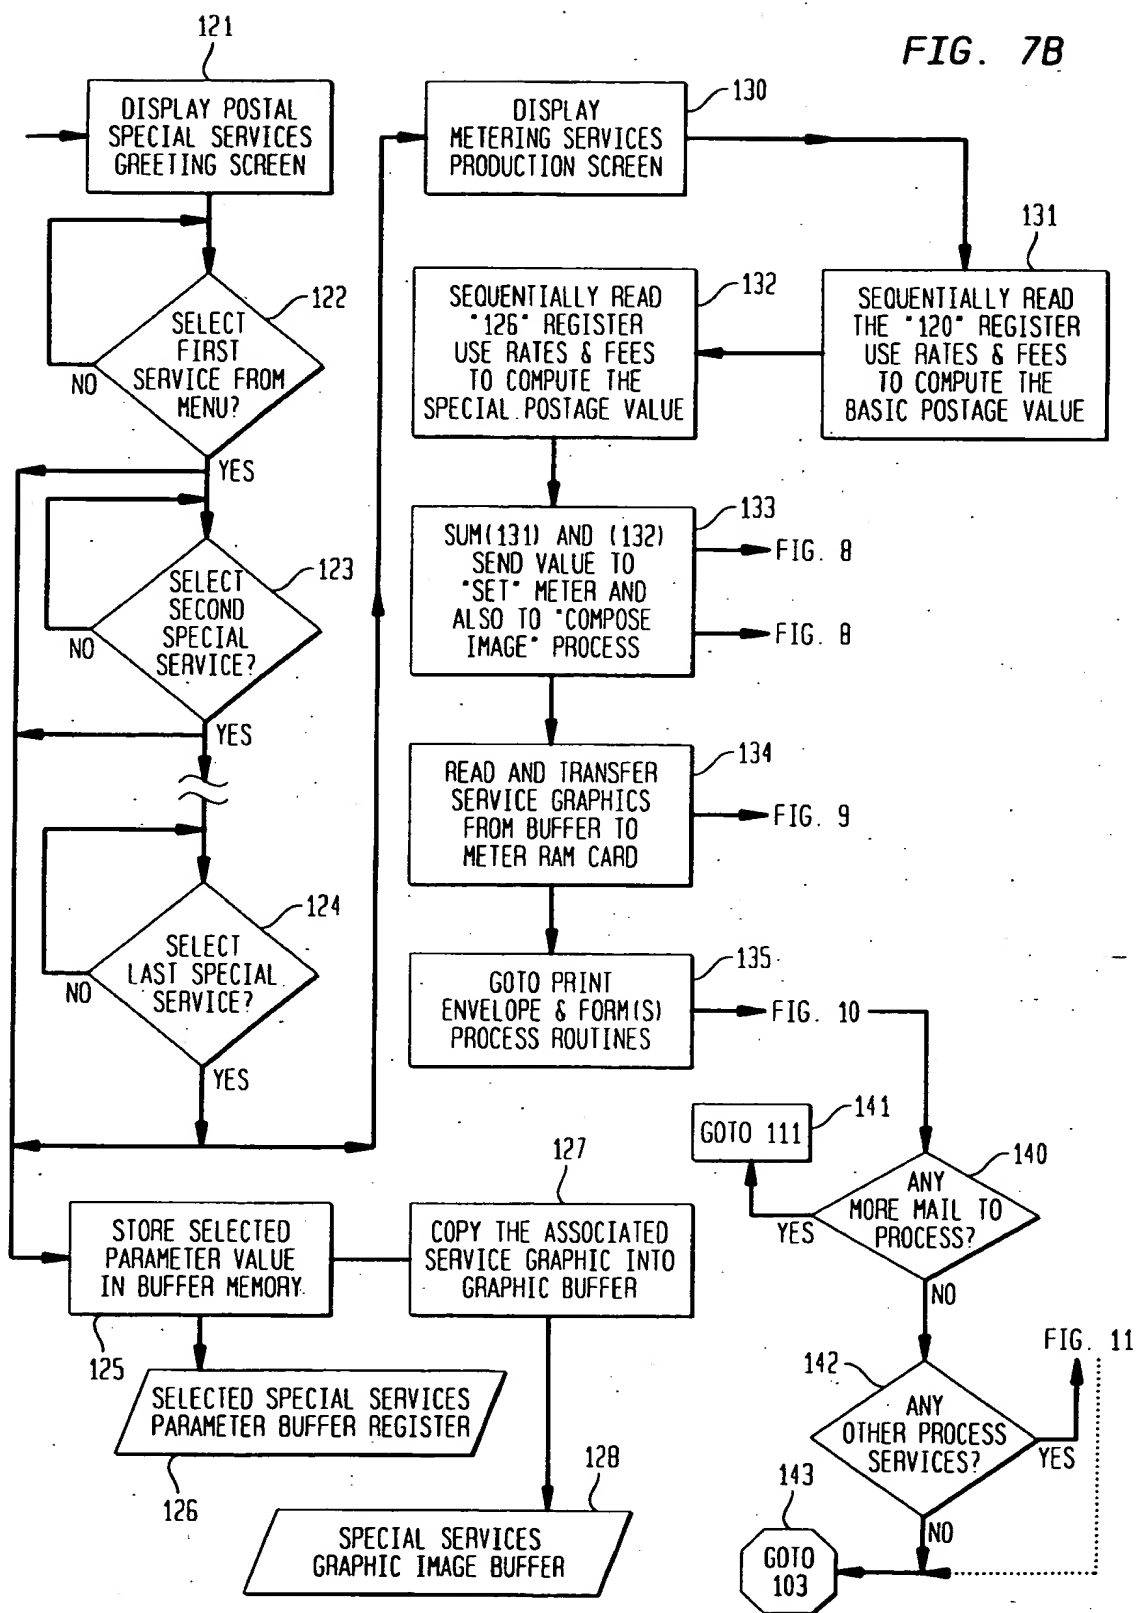 FIG. 7B
121
DISPLAY POSTAL
SPECIAL SERVICES
GREETING SCREEN
122
SELECT
FIRST
SERVICE FROM
MENU?
NO
YES
123
SELECT
SECOND
SPECIAL
SERVICE?
NO
YES
124
SELECT
LAST SPECIAL
SERVICE?
NO
YES
STORE SELECTED
PARAMETER VALUE
IN BUFFER MEMORY
125
SELECTED SPECIAL SERVICES
PARAMETER BUFFER REGISTER
126
127
COPY THE ASSOCIATED
SERVICE GRAPHIC INTO
GRAPHIC BUFFER
128
SPECIAL SERVICES
GRAPHIC IMAGE BUFFER
130
DISPLAY
METERING SERVICES
PRODUCTION SCREEN
131
SEQUENTIALLY READ
THE "120" REGISTER
USE RATES & FEES
TO COMPUTE THE
BASIC POSTAGE VALUE
132
SEQUENTIALLY READ
"126" REGISTER
USE RATES & FEES
TO COMPUTE THE
SPECIAL POSTAGE VALUE
133
SUM(131) AND (132)
SEND VALUE TO
"SET" METER AND
ALSO TO "COMPOSE
IMAGE" PROCESS
FIG. 8
FIG. 8
134
READ AND TRANSFER
SERVICE GRAPHICS
FROM BUFFER TO
METER RAM CARD
FIG. 9
135
GOTO PRINT
ENVELOPE & FORM(S)
PROCESS ROUTINES
FIG. 10
141
GOTO 111
140
ANY
MORE MAIL TO
PROCESS?
YES
NO
142
ANY
OTHER PROCESS
SERVICES?
YES
FIG. 11
NO
143
GOTO
103